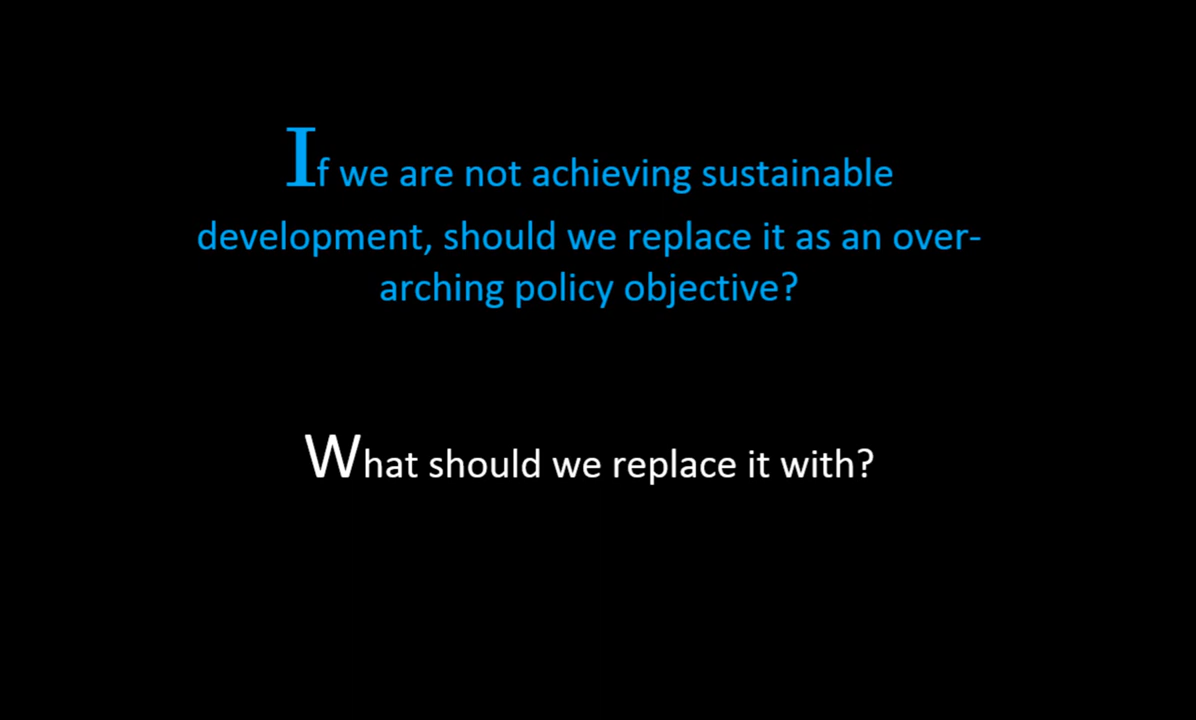 If we are not achieving sustainable
development, should we replace it as an over-
arching policy objective?
What should we replace it with?